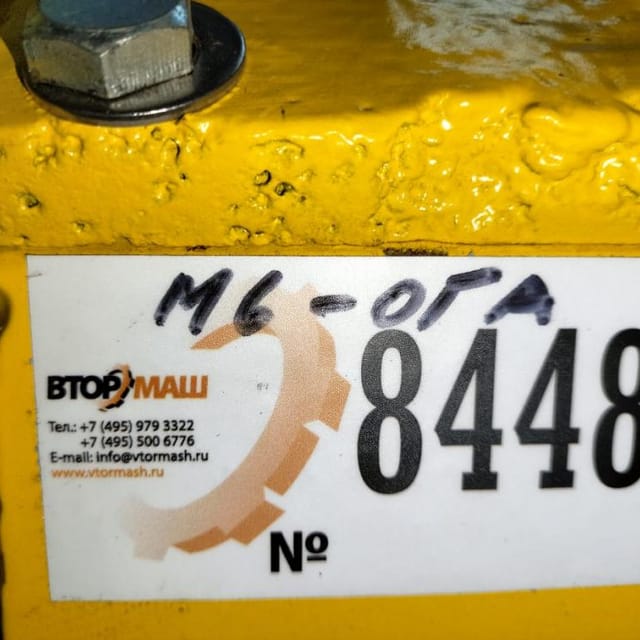 М6-ОГА
8448
ВТОРМАШ
Тел.: +7 (495) 979 3322
+7 (495) 500 6776
E-mail: info@vtormash.ru
www.vtormash.ru
№